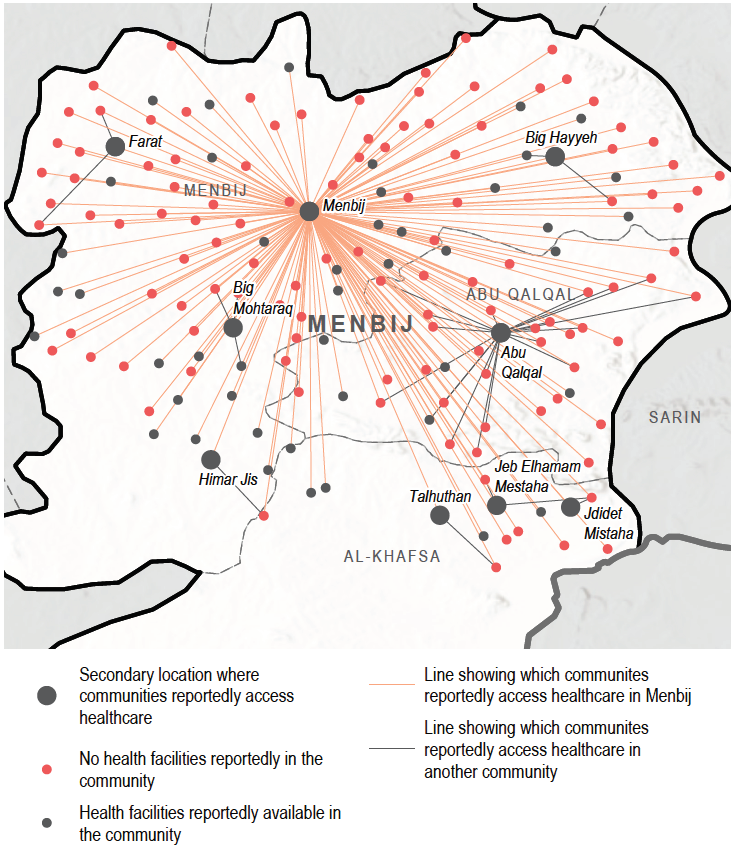 Farat
Big Hayyeh
MENBIJ
Menbij
Big
Mohtaraq
ABU QALQAL
MENBIJ
Abu
Qalqal
SARIN
Himar Jis
Jeb Elhamam
Mestaha
Talhuthan
Jdidet
Mistaha
AL-KHAFSA
Secondary location where
communities reportedly access
healthcare
No health facilities reportedly in the
community
Health facilities reportedly available in
the community
Line showing which communites
reportedly access healthcare in Menbij
Line showing which communites
reportedly access healthcare in
another community